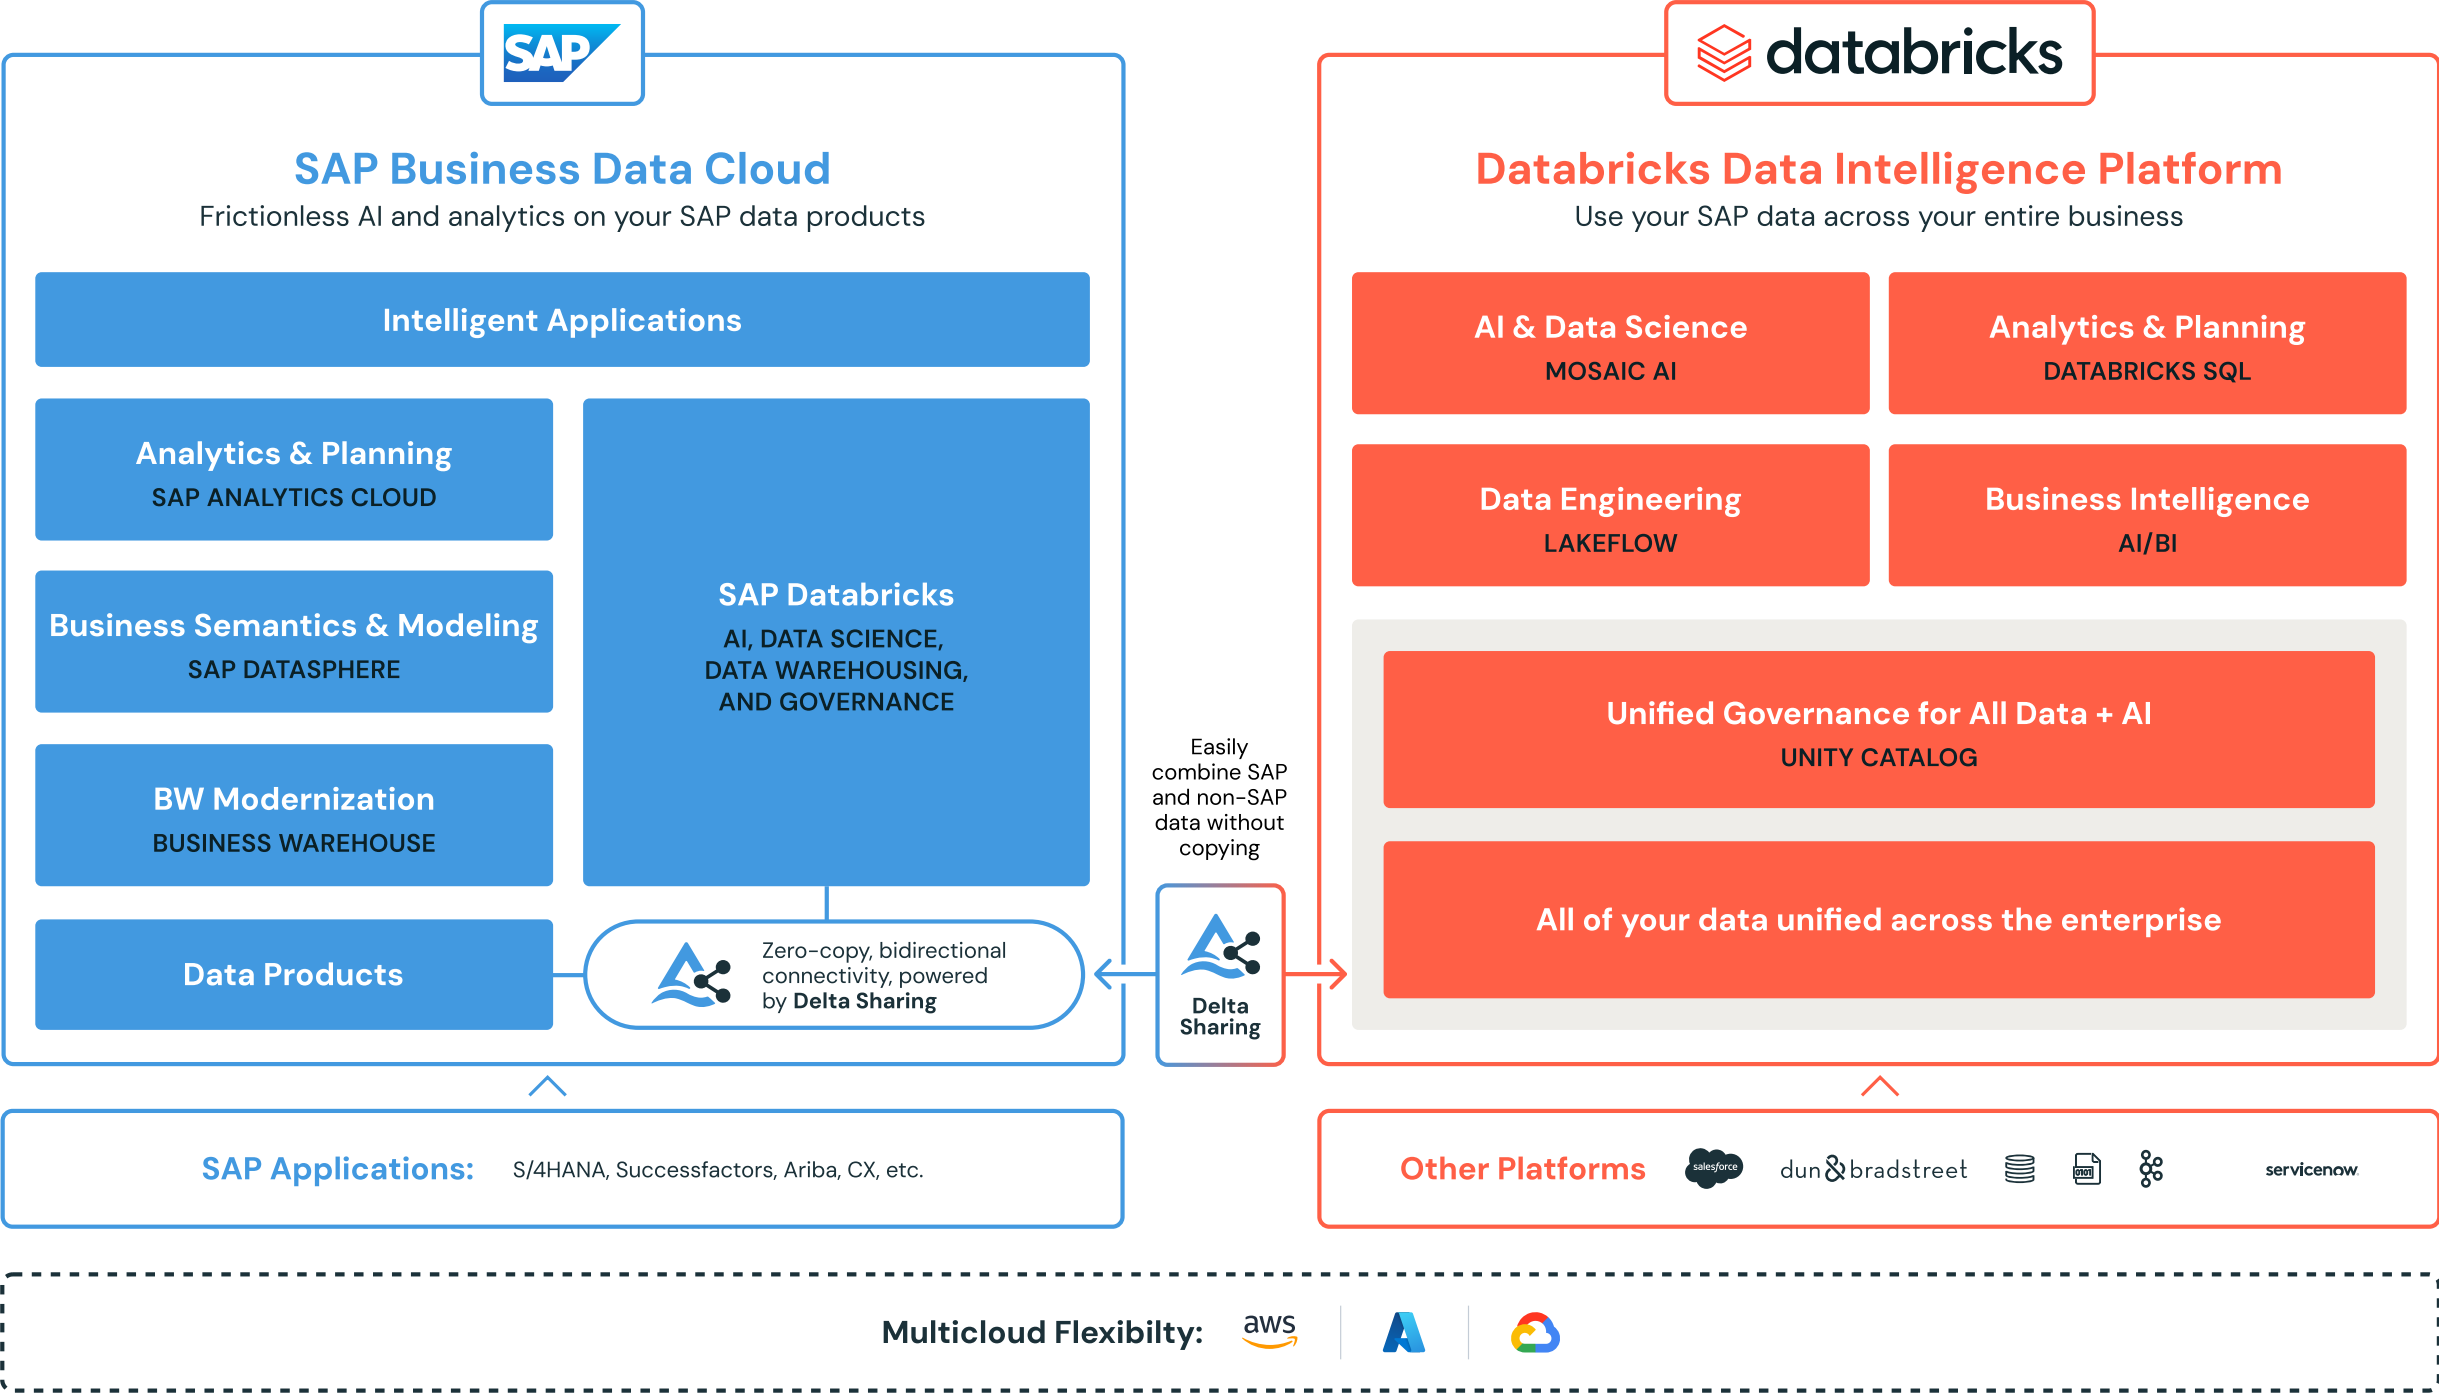 SAP
SAP Business Data Cloud
Frictionless AI and analytics on your SAP data products
Intelligent Applications
Analytics & Planning
SAP ANALYTICS CLOUD
Business Semantics & Modeling
SAP DATASPHERE
BW Modernization
BUSINESS WAREHOUSE
Data Products
SAP Databricks
AI, DATA SCIENCE,
DATA WAREHOUSING,
AND GOVERNANCE
Zero-copy, bidirectional
connectivity, powered
by Delta Sharing
Easily
combine SAP
and non-SAP
data without
copying
Delta
Sharing
databricks
Databricks Data Intelligence Platform
Use your SAP data across your entire business
AI & Data Science
MOSAIC AI
Analytics & Planning
DATABRICKS SQL
Data Engineering
LAKEFLOW
Business Intelligence
AI/BI
Unified Governance for All Data + AI
UNITY CATALOG
All of your data unified across the enterprise
SAP Applications: S/4HANA, Successfactors, Ariba, CX, etc.
Other Platforms salesforce dun & bradstreet 0101 servicenow
Multicloud Flexibilty: aws